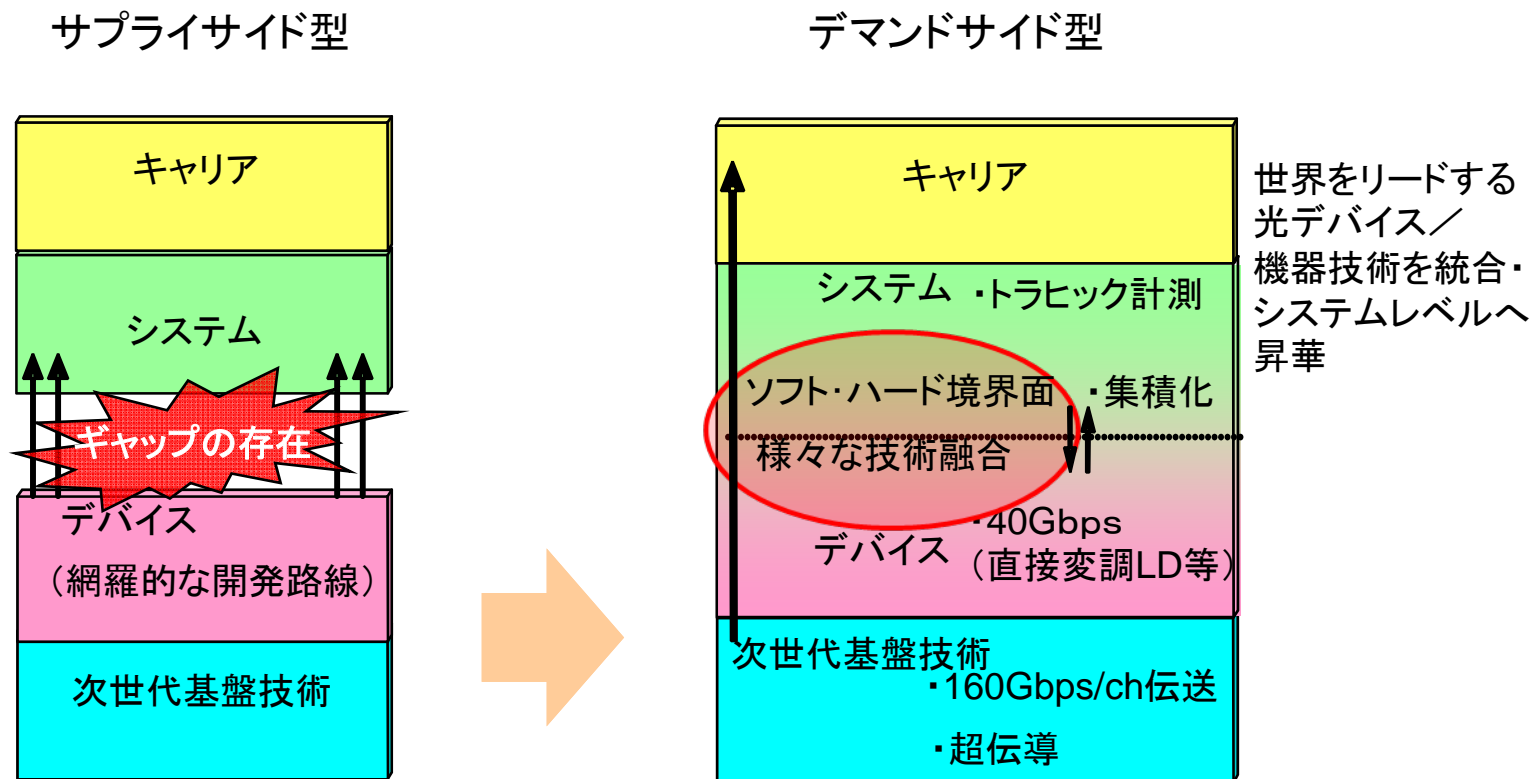 サプライサイド型
キャリア
システム
ギャップの存在
デバイス
（網羅的な開発路線）
次世代基盤技術
デマンドサイド型
キャリア
システム ・トラヒック計測
ソフト・ハード境界面 ・集積化
様々な技術融合
デバイス ・40Gbps
（直接変調LD等）
次世代基盤技術
・160Gbps/ch伝送
・超伝導
世界をリードする
光デバイス／
機器技術を統合・
システムレベルへ
昇華